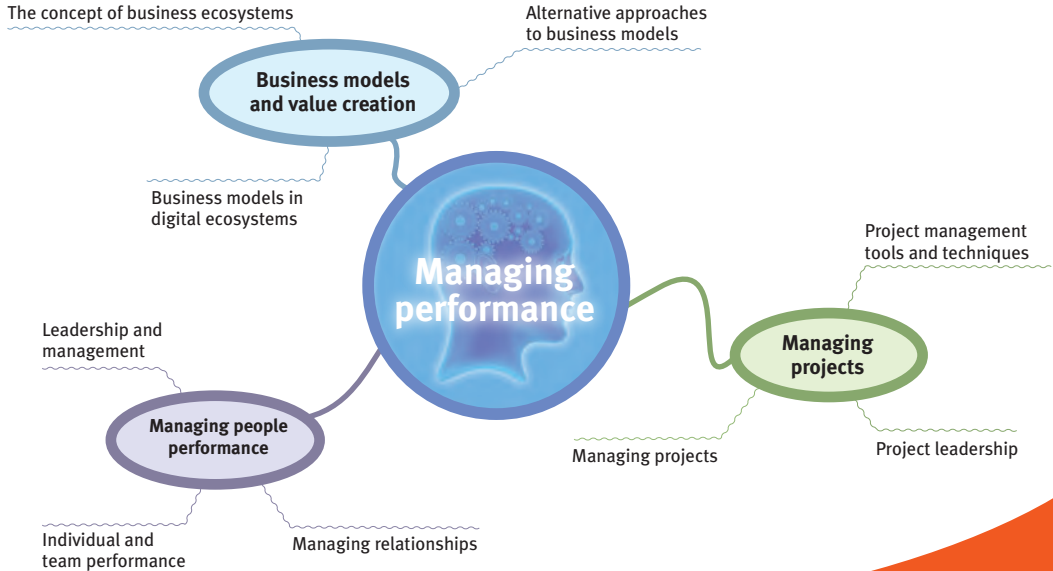 The concept of business ecosystems
Alternative approaches
to business models
Business models
and value creation
Business models in
digital ecosystems
Managing
performance
Project management
tools and techniques
Managing
projects
Managing projects
Project leadership
Leadership and
management
Managing people
performance
Individual and
team performance
Managing relationships